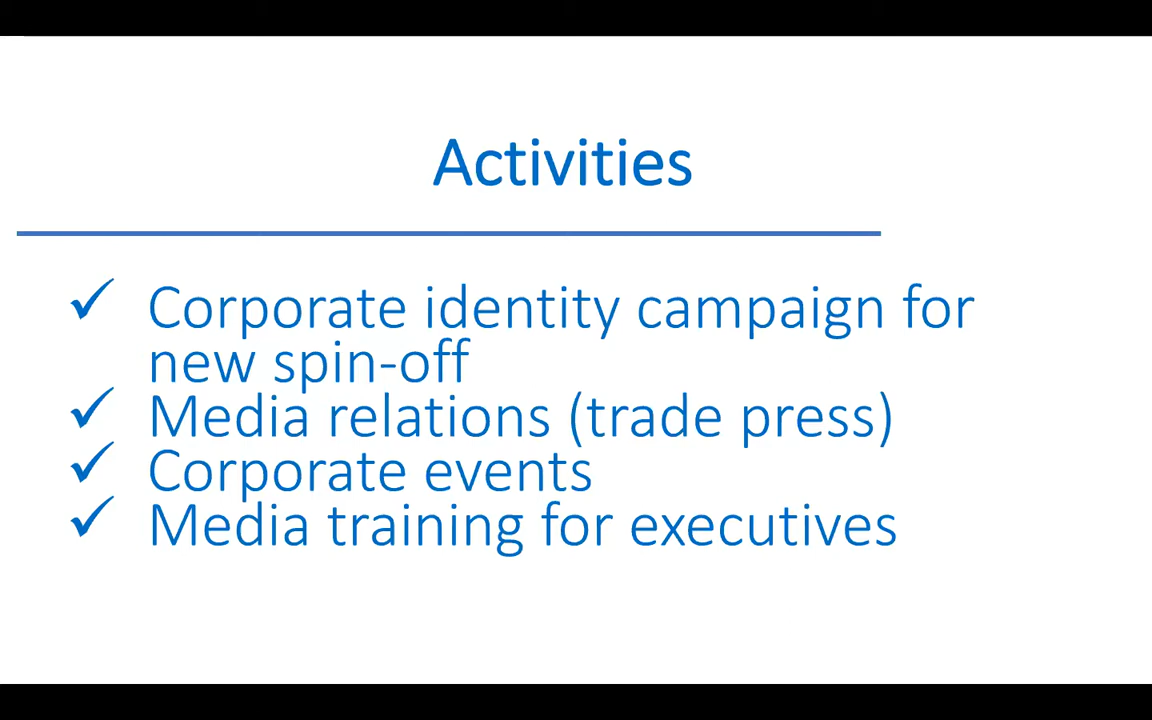 Activities
✓ Corporate identity campaign for
new spin-off
✓ Media relations (trade press)
✓ Corporate events
✓ Media training for executives